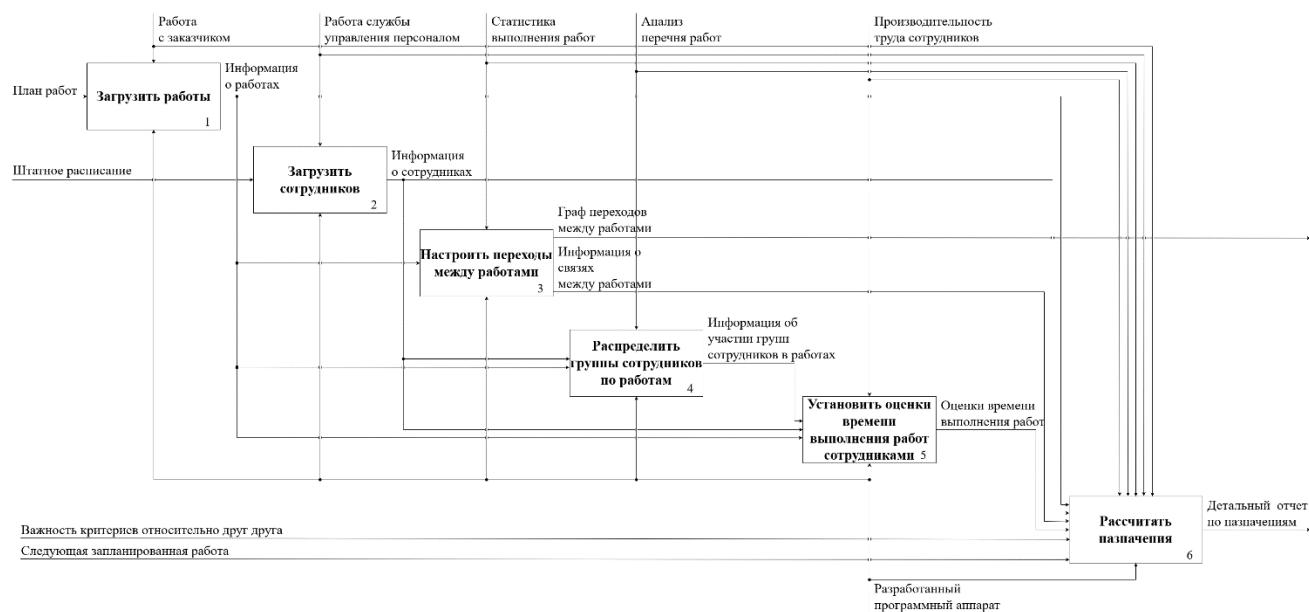 Работа
с заказчиком
Работа службы
управления персоналом
Статистика
выполнения работ
Анализ
перечня работ
Производительность
труда сотрудников
План работ
Загрузить работы
1
Информация
о работах
Штатное расписание
Загрузить
сотрудников
2
Информация
о сотрудниках
Настроить переходы
между работами
3
Граф переходов
между работами
Информация о
связях
между работами
Распределить
группы сотрудников
по работам
4
Информация об
участии групп
сотрудников в работах
Установить оценки
времени
выполнения работ
сотрудниками
5
Оценки времени
выполнения работ
Важность критериев относительно друг друга
Следующая запланированная работа
Рассчитать
назначения
6
Детальный отчет
по назначениям
Разработанный
программный аппарат